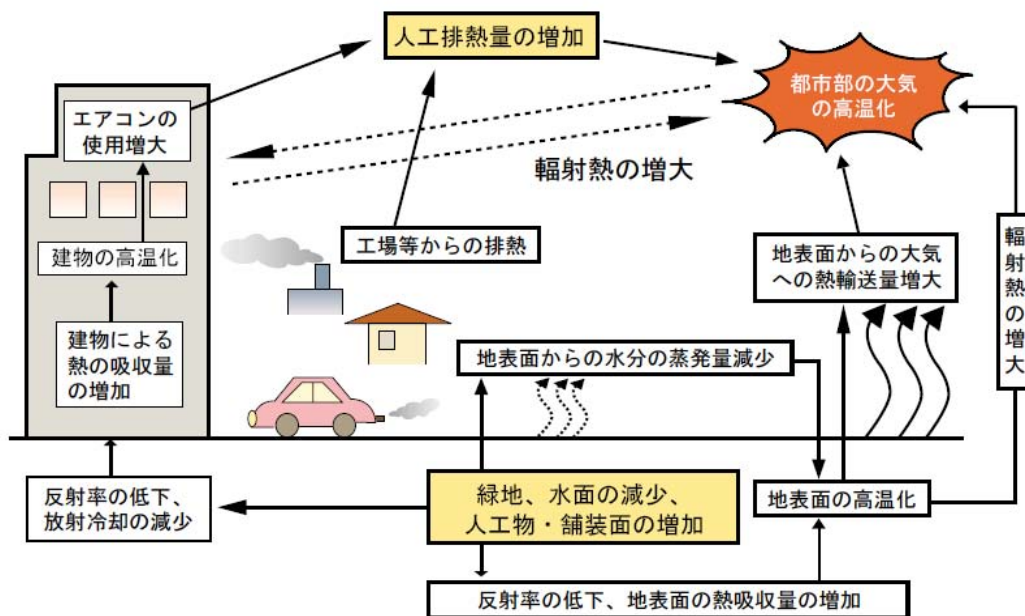 人工排熱量の増加
都市部の大気
の高温化
エアコンの
使用増大
輻射熱の増大
工場等からの排熱
建物の高温化
地表面からの大気
への熱輸送量増大
輻射熱の増大
建物による
熱の吸収量
の増加
地表面からの水分の蒸発量減少
反射率の低下、
放射冷却の減少
緑地、水面の減少、
人工物・舗装面の増加
地表面の高温化
反射率の低下、地表面の熱吸収量の増加